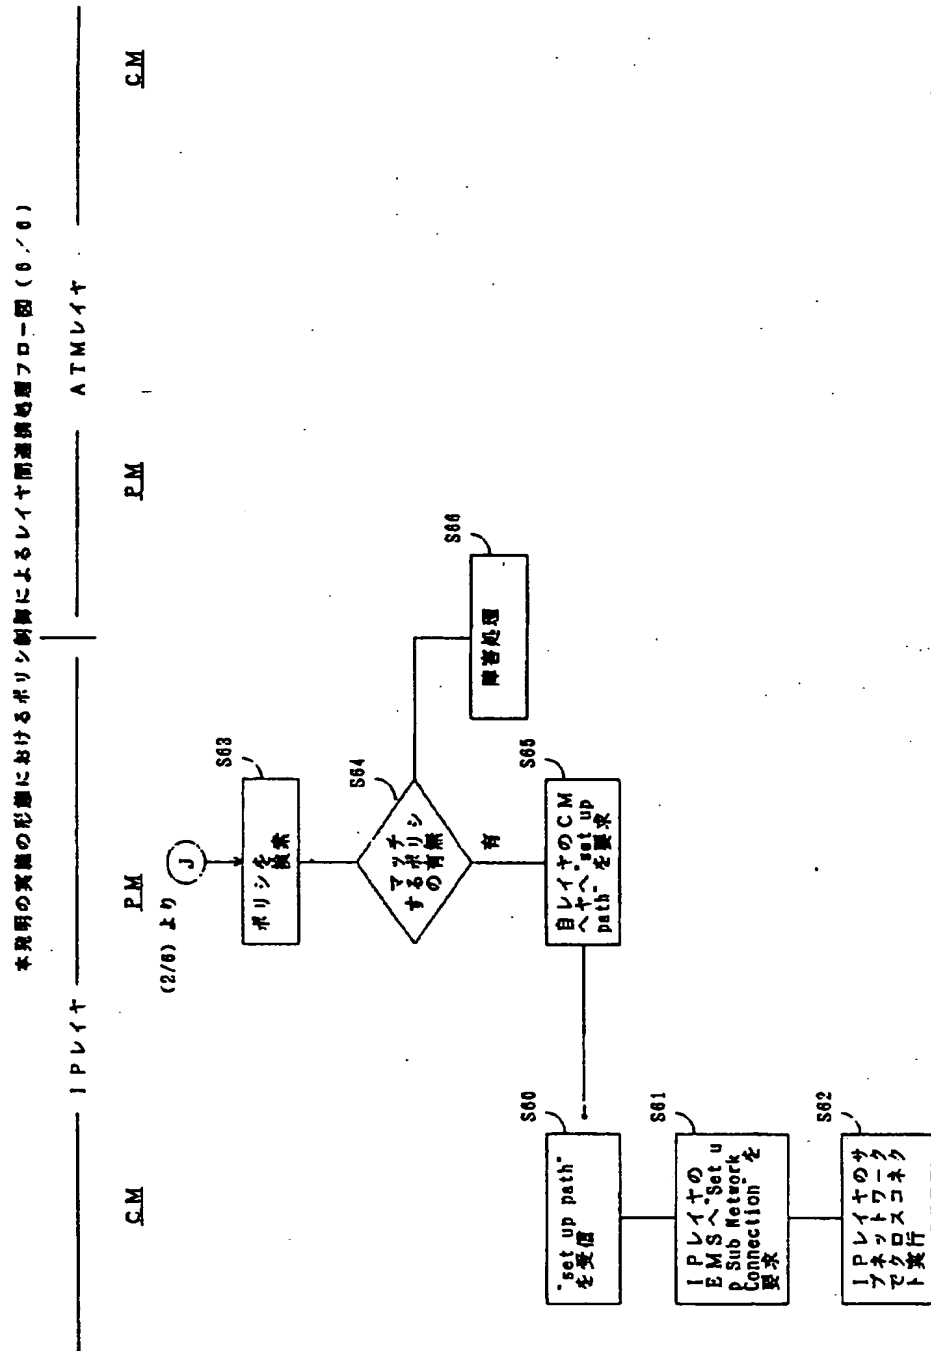 本発明の実施の形態におけるポリシ制御によるレイヤ間連携処理フロー図(6/6)
IPレイヤ
ATMレイヤ
CM
PM
PM
CM
(2/6)より
J
S63
ポリシを
検索
S64
マッチ
するポリシ
の有無
有
S66
障害処理
S65
自レイヤのCM
へヤへ"set up
path"を要求
S60
"set up path"
を受信
S61
IPレイヤの
EMSへ"Set u
p Sub Network
Connection"を
要求
S62
IPレイヤのサ
ブネットワーク
でクロスコネク
ト実行